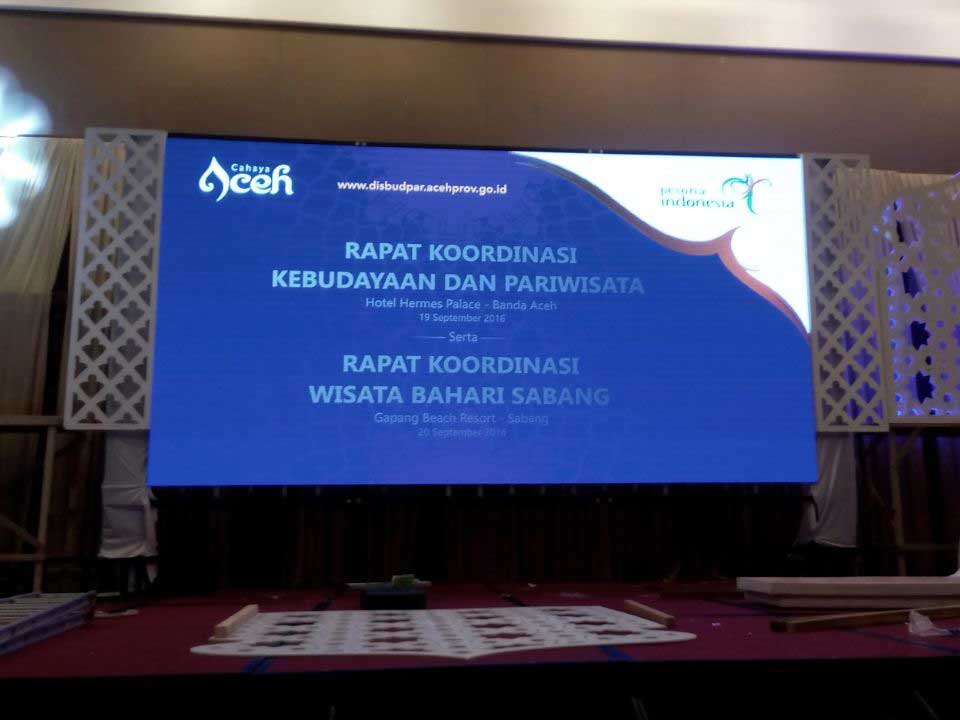 Cahaya
Aceh
www.disbudpar.acehprov.go.id
pesona
indonesia
RAPAT KOORDINASI
KEBUDAYAAN DAN PARIWISATA
Hotel Hermes Palace - Banda Aceh
19 September 2016
Serta
RAPAT KOORDINASI
WISATA BAHARI SABANG
Gapang Beach Resort - Sabang
20 September 2016